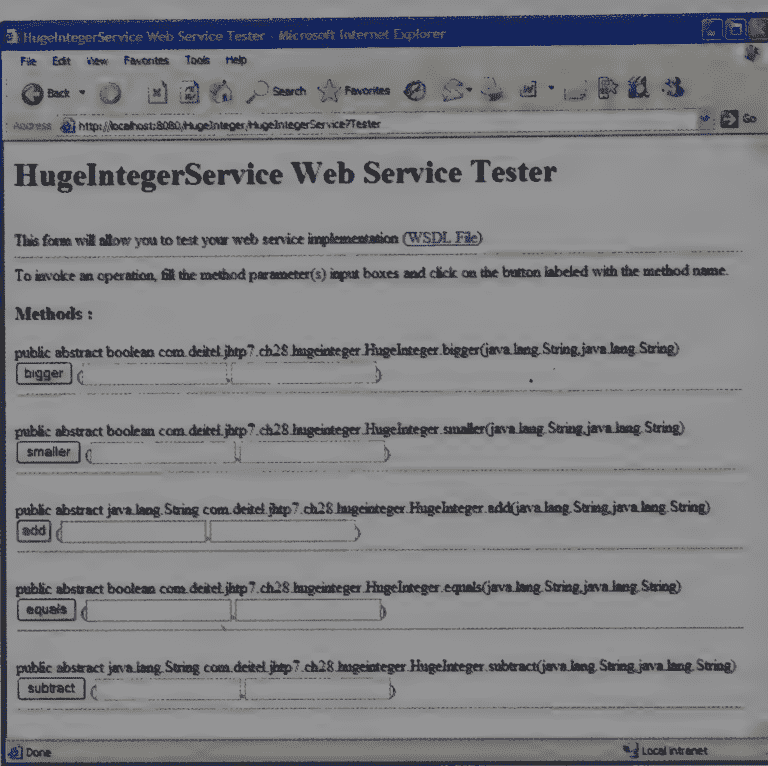 HugeIntegerService Web Service Tester - Microsoft Internet Explorer
File Edit View Favorites Tools Help
Back Search Favorites
Address http://localhost:8080/HugeInteger/HugeIntegerService?Tester Go
HugeIntegerService Web Service Tester
This form will allow you to test your web service implementation (WSDL File)
To invoke an operation, fill the method parameter(s) input boxes and click on the button labeled with the method name.
Methods :
public abstract boolean com.deitel.jhtp7.ch28.hugeinteger.HugeInteger.bigger(java.lang.String,java.lang.String)
bigger ( , )
public abstract boolean com.deitel.jhtp7.ch28.hugeinteger.HugeInteger.smaller(java.lang.String,java.lang.String)
smaller ( , )
public abstract java.lang.String com.deitel.jhtp7.ch28.hugeinteger.HugeInteger.add(java.lang.String,java.lang.String)
add ( , )
public abstract boolean com.deitel.jhtp7.ch28.hugeinteger.HugeInteger.equals(java.lang.String,java.lang.String)
equals ( , )
public abstract java.lang.String com.deitel.jhtp7.ch28.hugeinteger.HugeInteger.subtract(java.lang.String,java.lang.String)
subtract ( , )
Done Local intranet